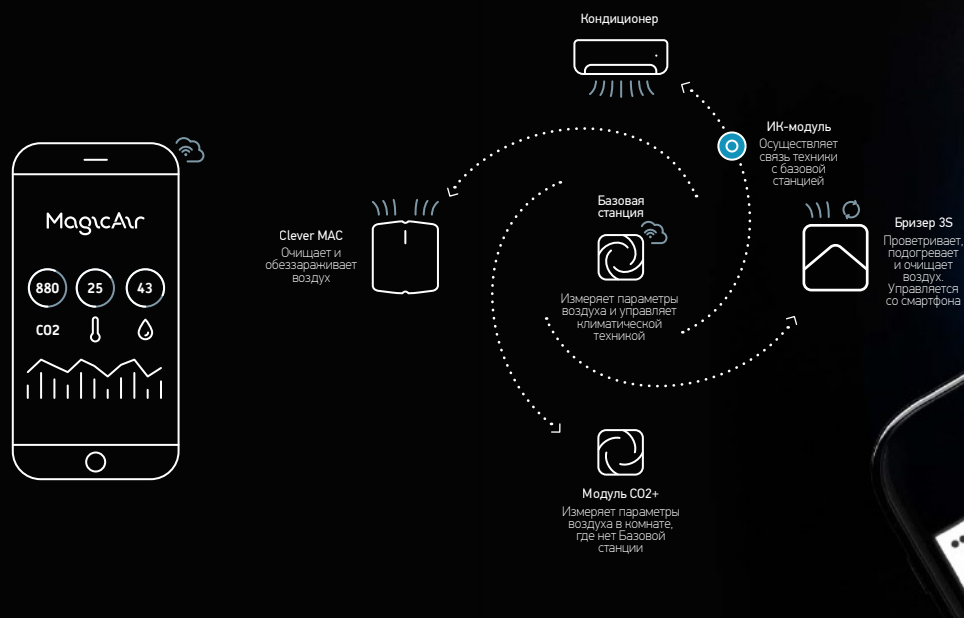 MagicAir
880
25
43
CO2
Кондиционер
ИК-модуль
Осуществляет
связь техники
с базовой
станцией
Clever MAC
Очищает и
обеззараживает
воздух
Базовая
станция
Измеряет параметры
воздуха и управляет
климатической
техникой
Бризер 3S
Проветривает,
подогревает
и очищает
воздух.
Управляется
со смартфона
Модуль CO2+
Измеряет параметры
воздуха в комнате,
где нет Базовой
станции